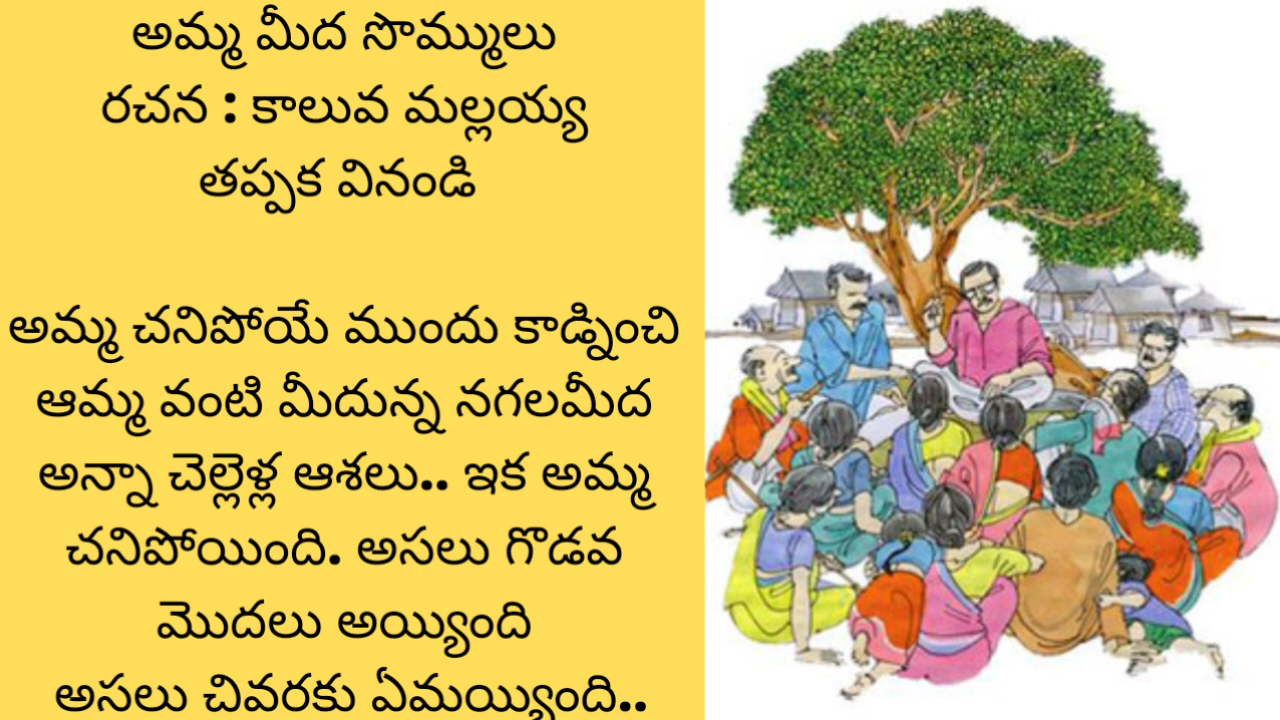 అమ్మ మీద సొమ్ములు
రచన : కాలువ మల్లయ్య
తప్పక వినండి
అమ్మ చనిపోయే ముందు కాడ్నించి
ఆమ్మ వంటి మీదున్న నగలమీద
అన్నా చెల్లెళ్ల ఆశలు.. ఇక అమ్మ
చనిపోయింది. అసలు గొడవ
మొదలు అయ్యింది
అసలు చివరకు ఏమయ్యింది..